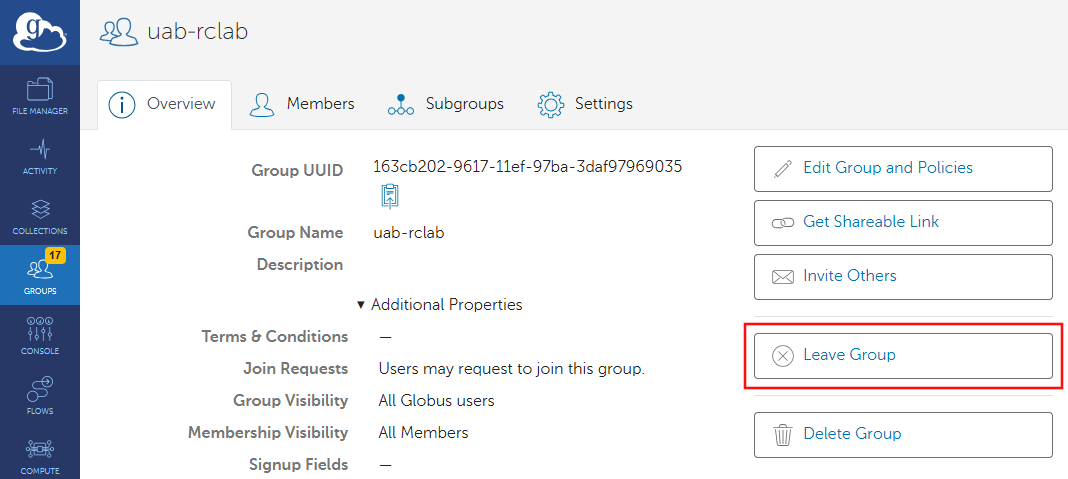 g
uab-rclab
FILE MANAGER
ACTIVITY
COLLECTIONS
17
GROUPS
CONSOLE
FLOWS
COMPUTE
Overview
Members
Subgroups
Settings
Group UUID 163cb202-9617-11ef-97ba-3daf97969035
Group Name uab-rclab
Description
▼ Additional Properties
Terms & Conditions —
Join Requests Users may request to join this group.
Group Visibility All Globus users
Membership Visibility All Members
Signup Fields —
Edit Group and Policies
Get Shareable Link
Invite Others
Leave Group
Delete Group